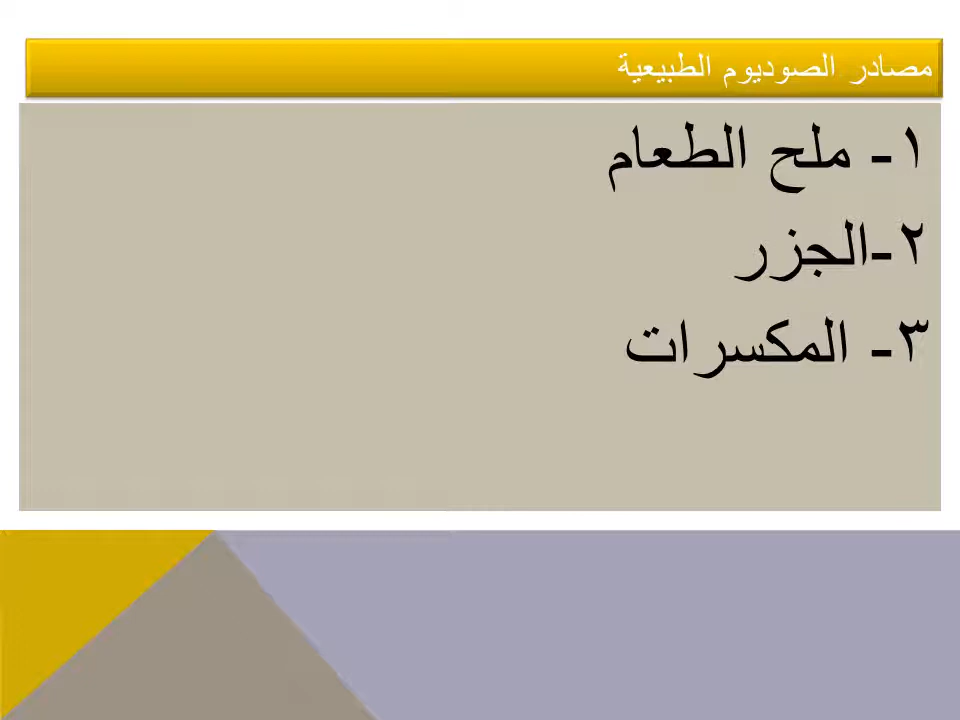 مصادر الصوديوم الطبيعية
١- ملح الطعام
٢-الجزر
٣- المكسرات